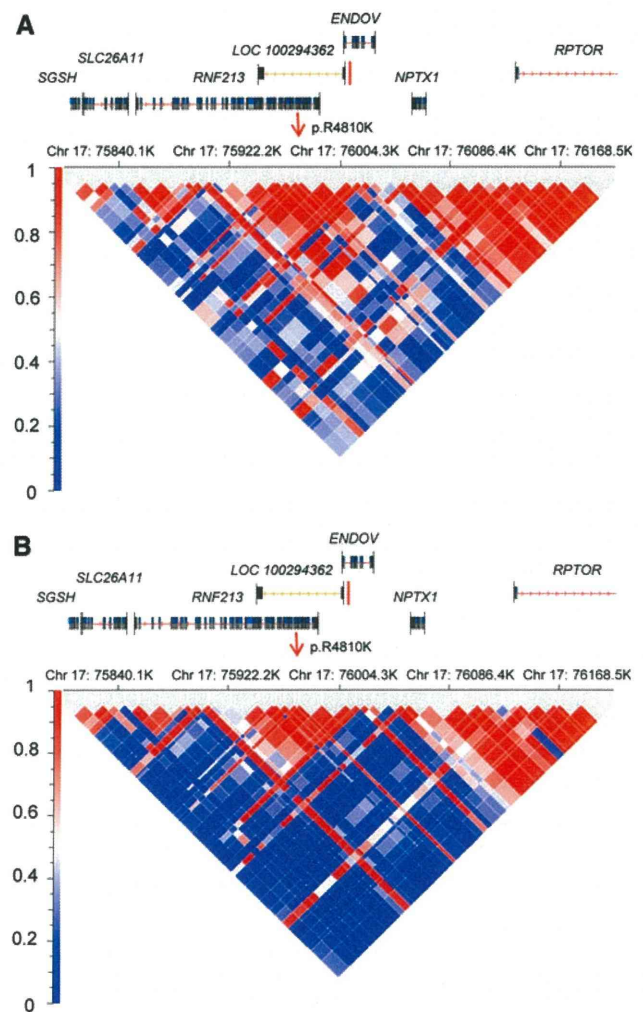 A
ENDOV
SLC26A11
LOC 100294362
RPTOR
SGSH
RNF213
NPTX1
p.R4810K
Chr 17: 75840.1K Chr 17: 75922.2K Chr 17: 76004.3K Chr 17: 76086.4K Chr 17: 76168.5K
1
0.8
0.6
0.4
0.2
0
B
ENDOV
SLC26A11
LOC 100294362
RPTOR
SGSH
RNF213
NPTX1
p.R4810K
Chr 17: 75840.1K Chr 17: 75922.2K Chr 17: 76004.3K Chr 17: 76086.4K Chr 17: 76168.5K
1
0.8
0.6
0.4
0.2
0